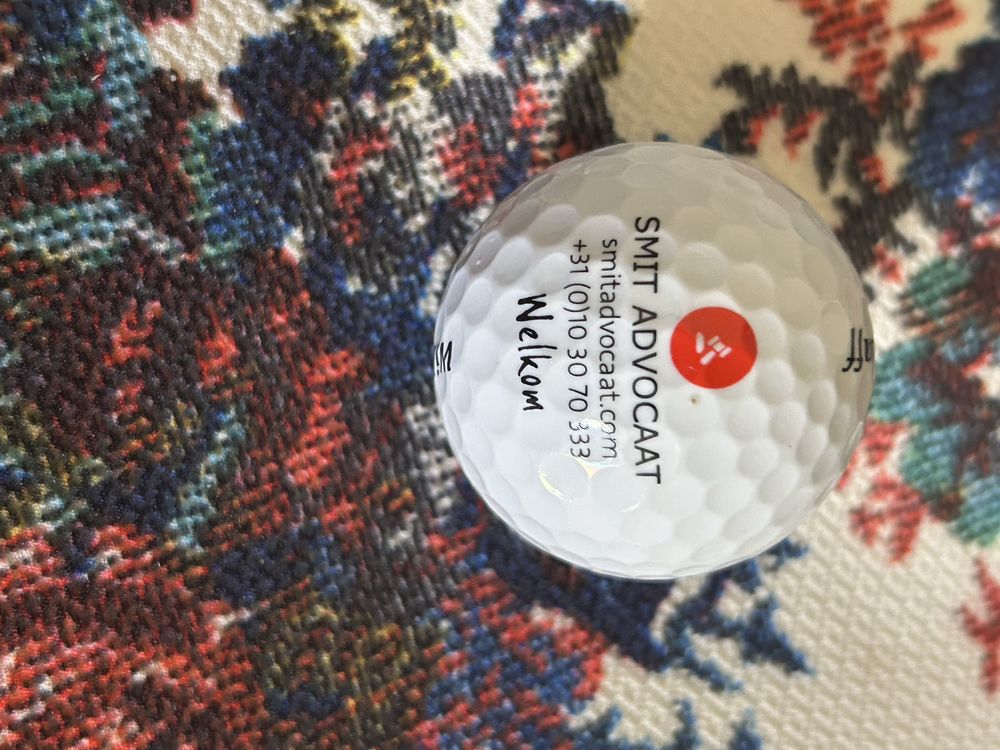 SMIT ADVOCAAT
smitadvocaat.com
+31 (0)10 30 70 333
Welkom